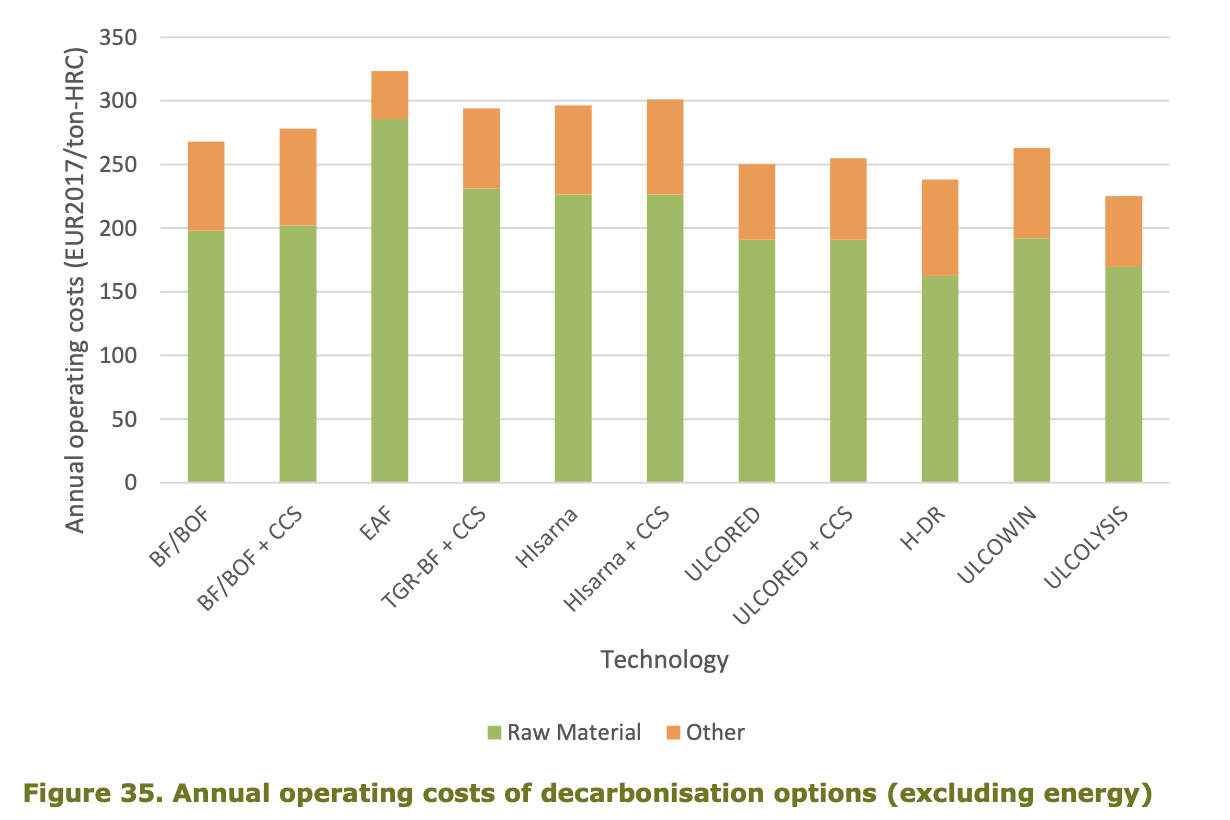 Annual operating costs (EUR2017/ton-HRC)
350
300
250
200
150
100
50
0
BF/BOF
BF/BOF + CCS
EAF
TGR-BF + CCS
HIsarna
HIsarna + CCS
ULCORED
ULCORED + CCS
H-DR
ULCOWIN
ULCOLYSIS
Technology
Raw Material
Other
Figure 35. Annual operating costs of decarbonisation options (excluding energy)